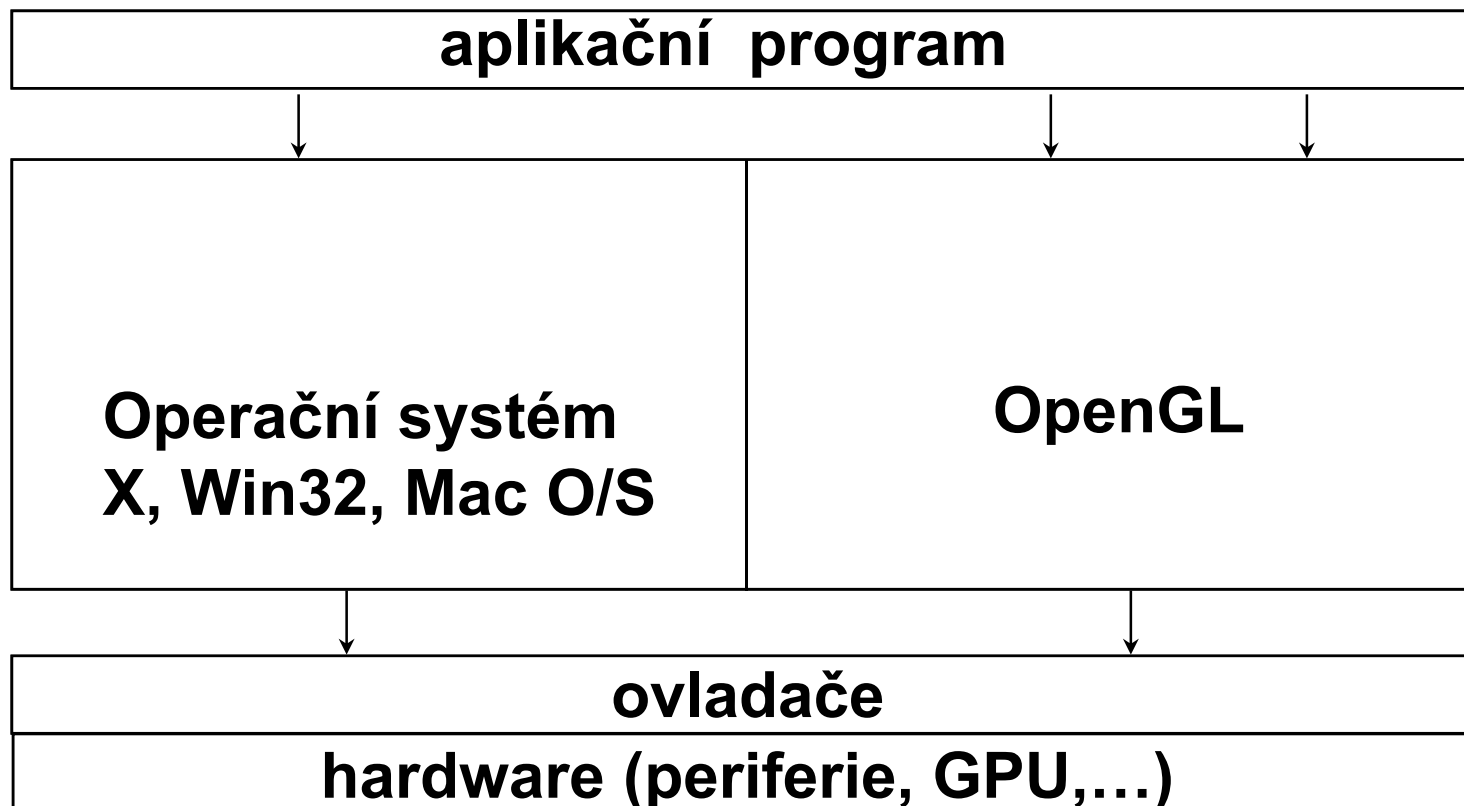 aplikační program
Operační systém
X, Win32, Mac O/S
OpenGL
ovladače
hardware (periferie, GPU,...)